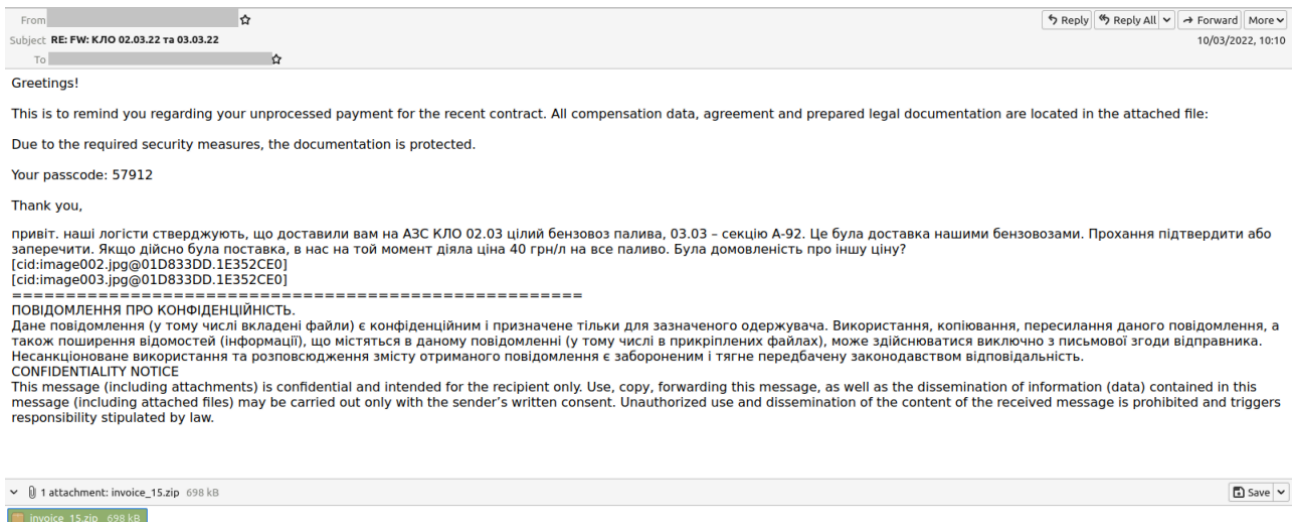 From
Reply Reply All Forward More
Subject RE: FW: КЛО 02.03.22 та 03.03.22
10/03/2022, 10:10
To
Greetings!
This is to remind you regarding your unprocessed payment for the recent contract. All compensation data, agreement and prepared legal documentation are located in the attached file:
Due to the required security measures, the documentation is protected.
Your passcode: 57912
Thank you,
привіт. наші логісти стверджують, що доставили вам на АЗС КЛО 02.03 цілий бензовоз палива, 03.03 – секцію А-92. Це була доставка нашими бензовозами. Прохання підтвердити або
заперечити. Якщо дійсно була поставка, в нас на той момент діяла ціна 40 грн/л на все паливо. Була домовленість про іншу ціну?
[cid:image002.jpg@01D833DD.1E352CE0]
[cid:image003.jpg@01D833DD.1E352CE0]
=====================================================
ПОВІДОМЛЕННЯ ПРО КОНФІДЕНЦІЙНІСТЬ.
Дане повідомлення (у тому числі вкладені файли) є конфіденційним і призначене тільки для зазначеного одержувача. Використання, копіювання, пересилання даного повідомлення, а
також поширення відомостей (інформації), що містяться в даному повідомленні (у тому числі в прикріплених файлах), може здійснюватися виключно з письмової згоди відправника.
Несанкціоноване використання та розповсюдження змісту отриманого повідомлення є забороненим і тягне передбачену законодавством відповідальність.
CONFIDENTIALITY NOTICE
This message (including attachments) is confidential and intended for the recipient only. Use, copy, forwarding this message, as well as the dissemination of information (data) contained in this
message (including attached files) may be carried out only with the sender's written consent. Unauthorized use and dissemination of the content of the received message is prohibited and triggers
responsibility stipulated by law.
1 attachment: invoice_15.zip 698 kB
Save
invoice_15.zip 698 kB